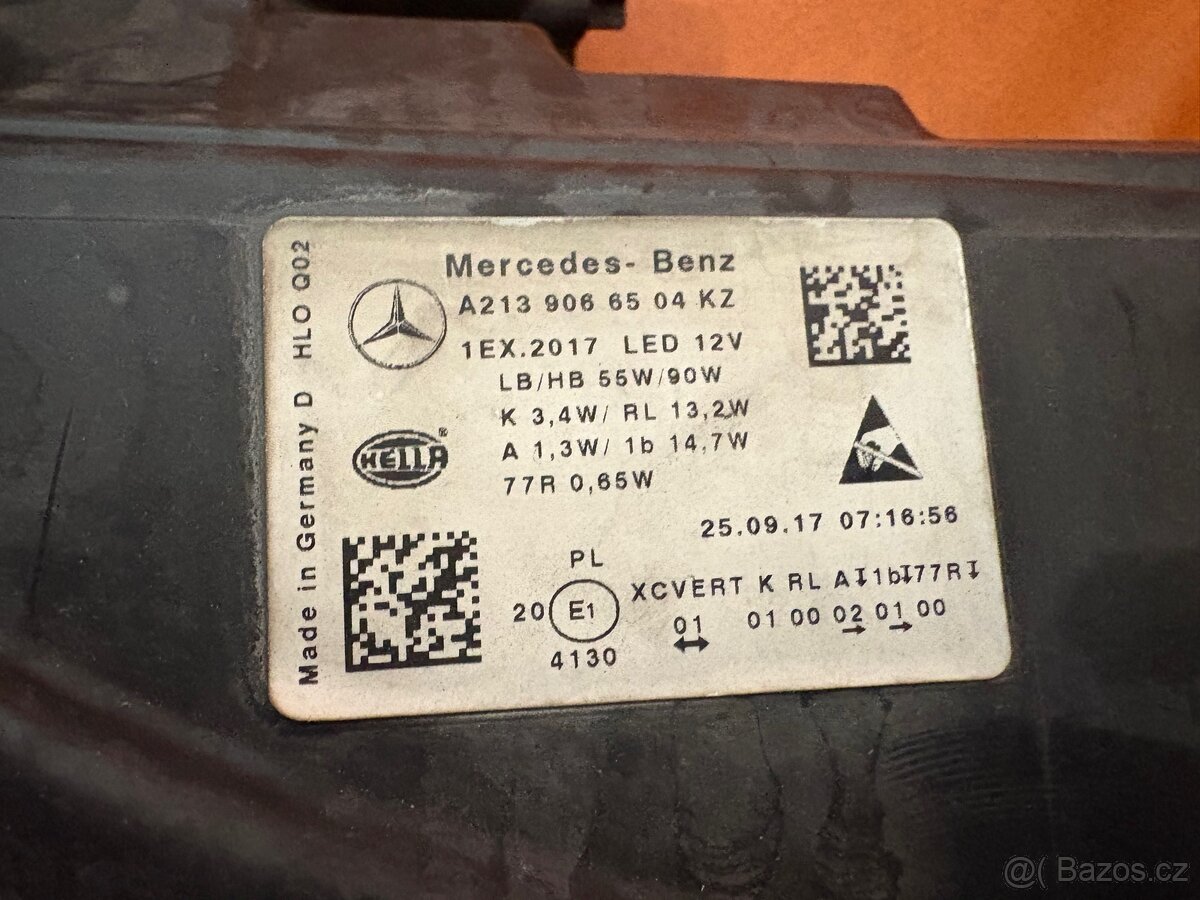 Made in Germany D HLO Q02
Mercedes- Benz
A213 906 65 04 KZ
1EX.2017 LED 12V
LB/HB 55W/90W
K 3,4W/ RL 13,2W
HELLA®
A 1,3W/ 1b 14,7W
77R 0,65W
25.09.17 07:16:56
PL
XCVERT K RL A↧1b↧77R↧
20 E1
01 01 00 02 01 00
4130
@( Bazos.cz